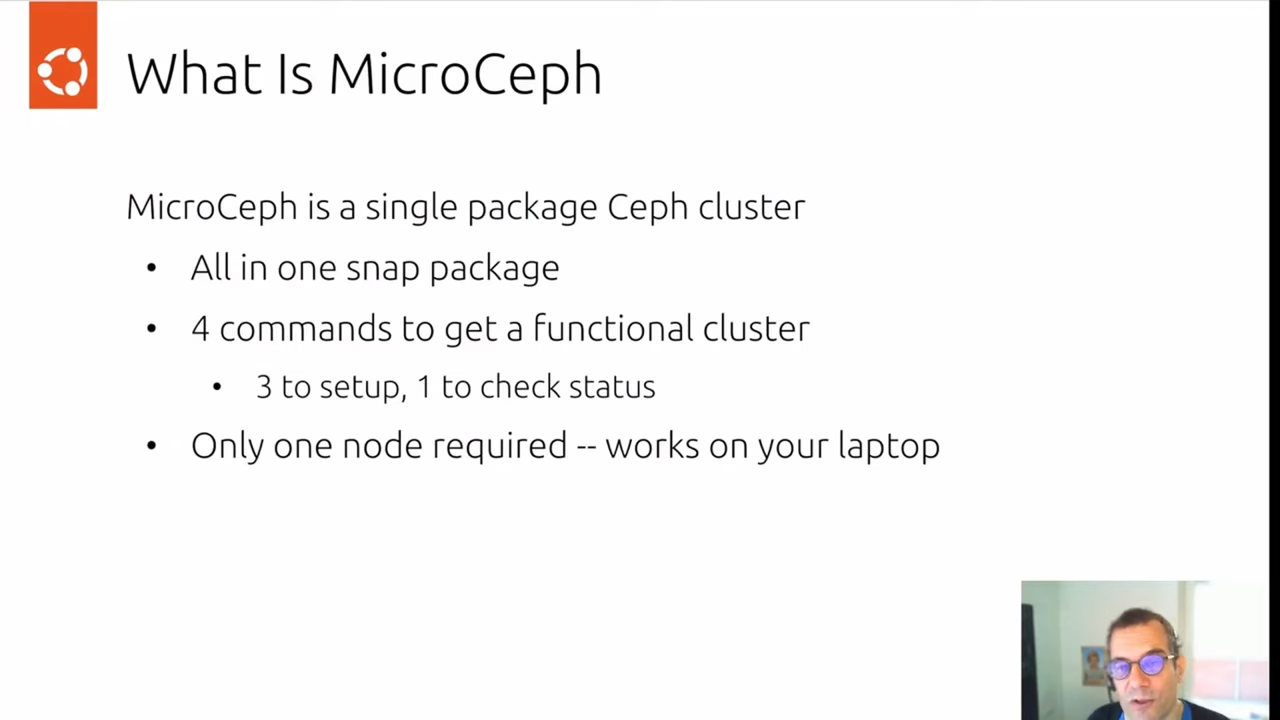 What Is MicroCeph
MicroCeph is a single package Ceph cluster
• All in one snap package
• 4 commands to get a functional cluster
• 3 to setup, 1 to check status
• Only one node required -- works on your laptop